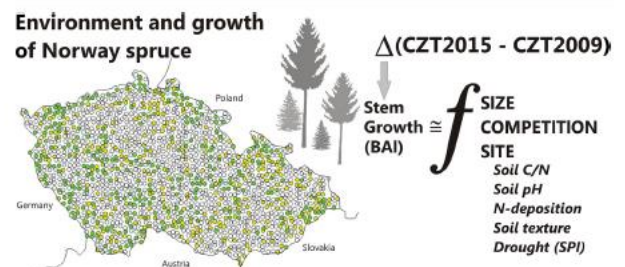 Environment and growth
of Norway spruce
Poland
Germany
Austria
Slovakia
Δ(CZT2015 - CZT2009)
Stem
Growth ≅ f
(BAI)
SIZE
COMPETITION
SITE
Soil C/N
Soil pH
N-deposition
Soil texture
Drought (SPI)